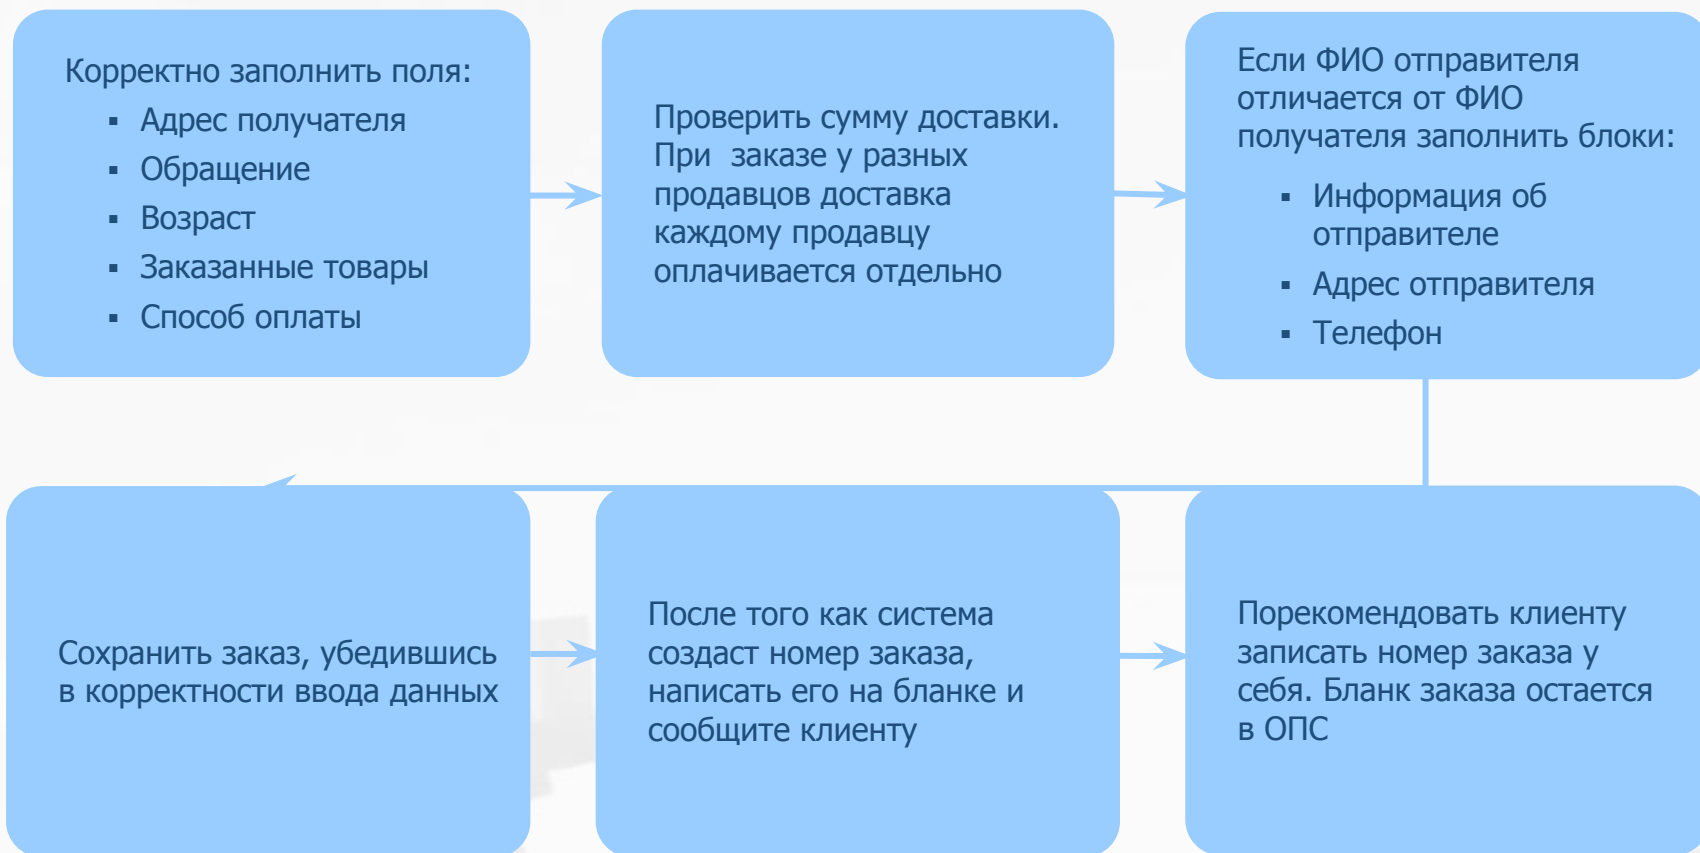 Корректно заполнить поля:
▪ Адрес получателя
▪ Обращение
▪ Возраст
▪ Заказанные товары
▪ Способ оплаты
Проверить сумму доставки.
При заказе у разных
продавцов доставка
каждому продавцу
оплачивается отдельно
Если ФИО отправителя
отличается от ФИО
получателя заполнить блоки:
▪ Информация об
отправителе
▪ Адрес отправителя
▪ Телефон
Сохранить заказ, убедившись
в корректности ввода данных
После того как система
создаст номер заказа,
написать его на бланке и
сообщите клиенту
Порекомендовать клиенту
записать номер заказа у
себя. Бланк заказа остается
в ОПС